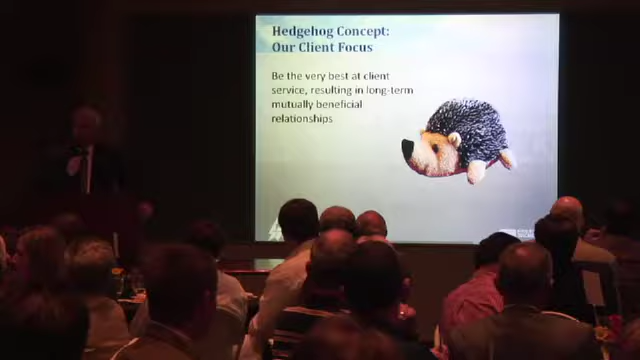 Hedgehog Concept:
Our Client Focus
Be the very best at client
service, resulting in long-term
mutually beneficial
relationships